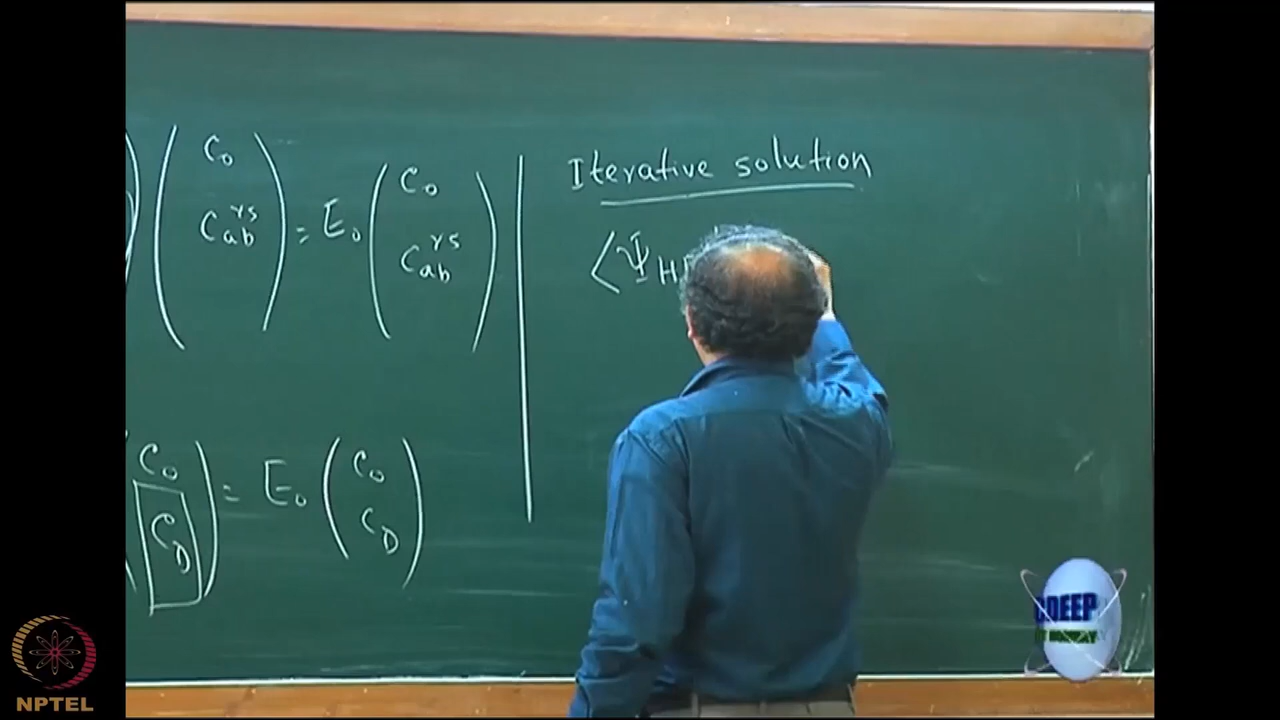 C₀
C_ab^rs
= E₀
C₀
C_ab^rs
C₀
C_D
= E₀
C₀
C_D
Iterative solution
⟨Ψ_H
CDEEP
NPTEL